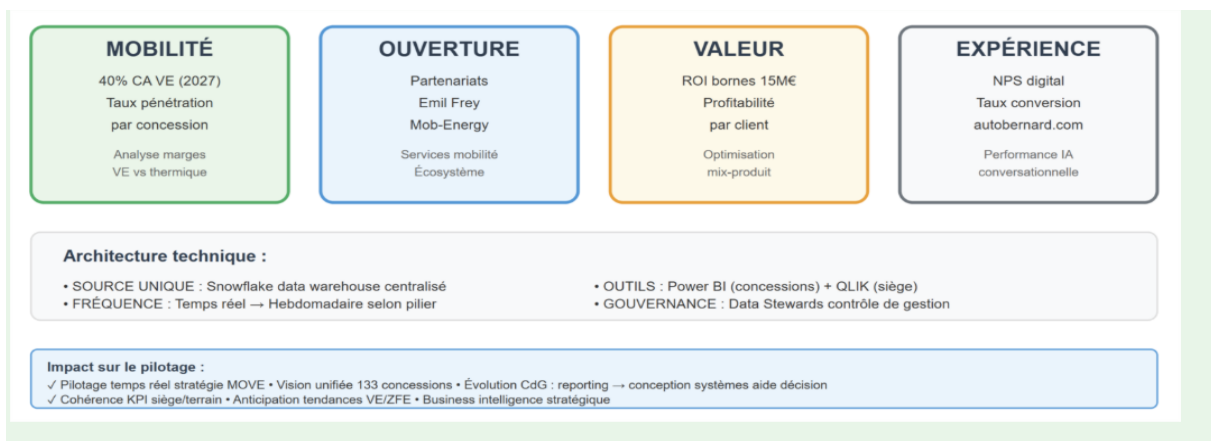 MOBILITÉ
40% CA VE (2027)
Taux pénétration
par concession
Analyse marges
VE vs thermique
OUVERTURE
Partenariats
Emil Frey
Mob-Energy
Services mobilité
Écosystème
VALEUR
ROI bornes 15M€
Profitabilité
par client
Optimisation
mix-produit
EXPÉRIENCE
NPS digital
Taux conversion
autobernard.com
Performance IA
conversationnelle
Architecture technique :
• SOURCE UNIQUE : Snowflake data warehouse centralisé
• FRÉQUENCE : Temps réel → Hebdomadaire selon pilier
• OUTILS : Power BI (concessions) + QLIK (siège)
• GOUVERNANCE : Data Stewards contrôle de gestion
Impact sur le pilotage :
✓ Pilotage temps réel stratégie MOVE • Vision unifiée 133 concessions • Évolution CdG : reporting → conception systèmes aide décision
✓ Cohérence KPI siège/terrain • Anticipation tendances VE/ZFE • Business intelligence stratégique